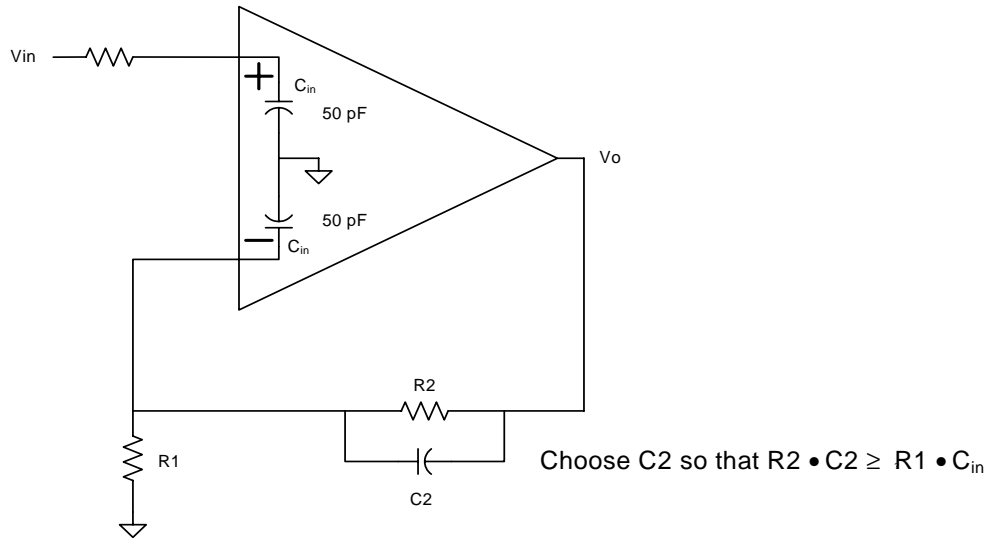 Vin
+
Cin
50 pF
Vo
50 pF
−
Cin
R2
R1
C2
Choose C2 so that R2 • C2 ≥ R1 • Cin